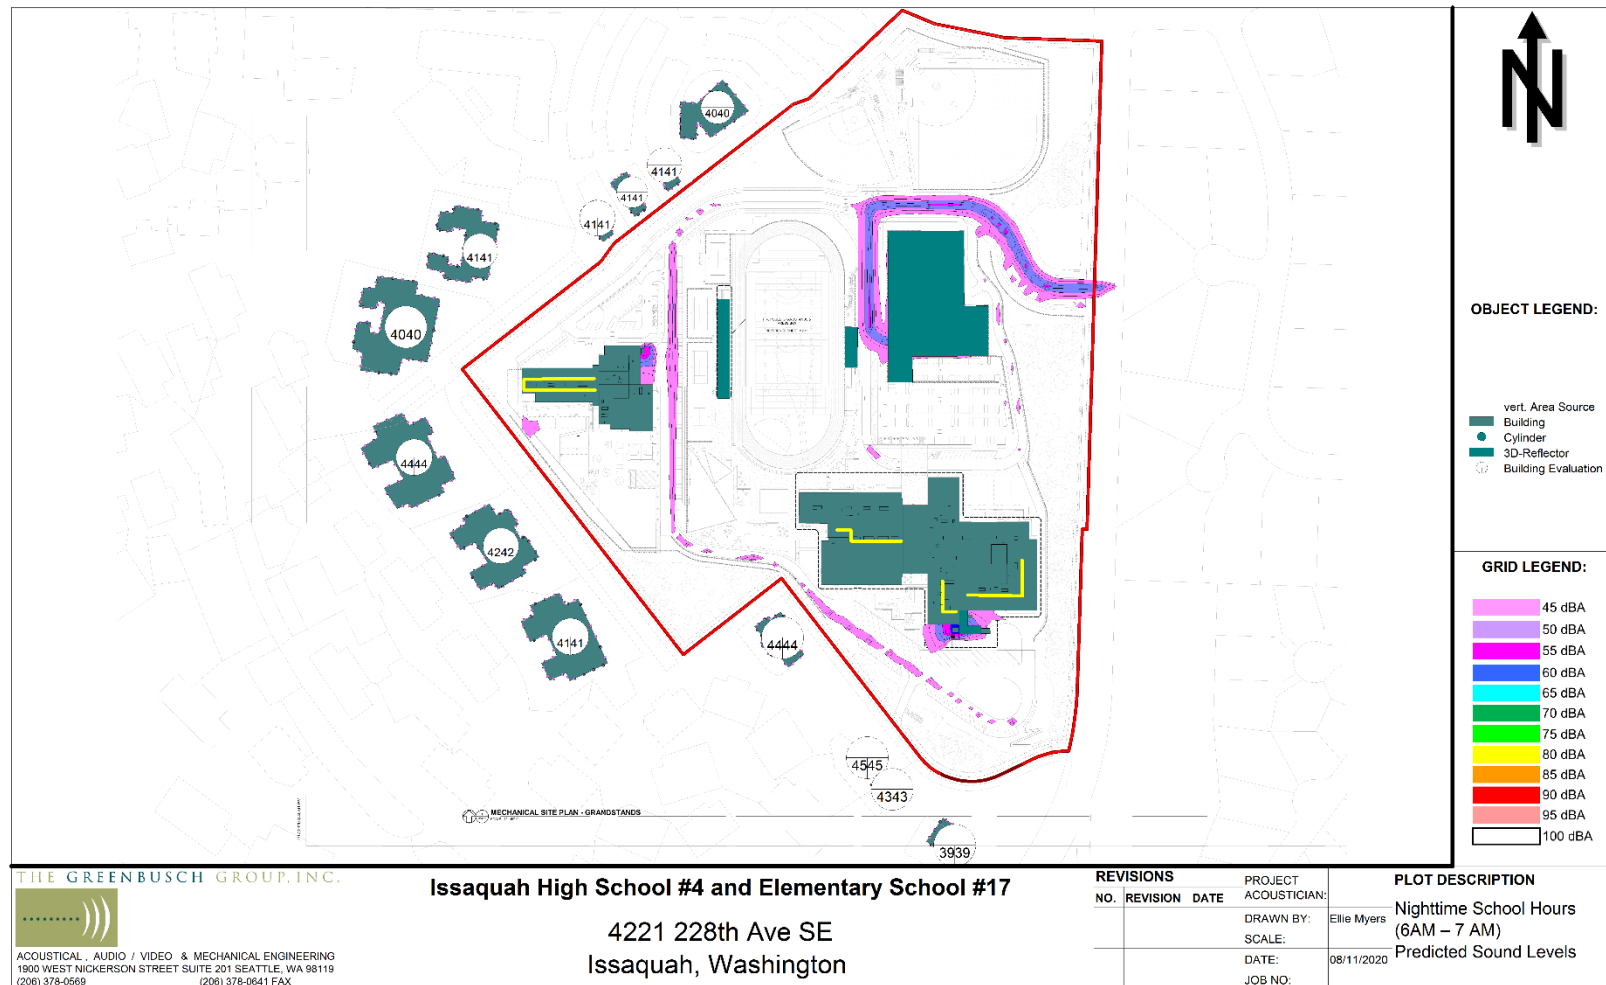 4040
4141
4141
4141
4141
4040
4444
4242
4141
4444
4545
4343
3939
MECHANICAL SITE PLAN - GRANDSTANDS
N
OBJECT LEGEND:
vert. Area Source
Building
Cylinder
3D-Reflector
Building Evaluation
GRID LEGEND:
45 dBA
50 dBA
55 dBA
60 dBA
65 dBA
70 dBA
75 dBA
80 dBA
85 dBA
90 dBA
95 dBA
100 dBA
THE GREENBUSCH GROUP, INC.
ACOUSTICAL, AUDIO / VIDEO & MECHANICAL ENGINEERING
1900 WEST NICKERSON STREET SUITE 201 SEATTLE, WA 98119
(206) 378-0569 (206) 378-0641 FAX
Issaquah High School #4 and Elementary School #17
4221 228th Ave SE
Issaquah, Washington
REVISIONS
NO. REVISION DATE
PROJECT
ACOUSTICIAN:
DRAWN BY: Ellie Myers
SCALE:
DATE: 08/11/2020
JOB NO:
PLOT DESCRIPTION
Nighttime School Hours
(6AM – 7 AM)
Predicted Sound Levels